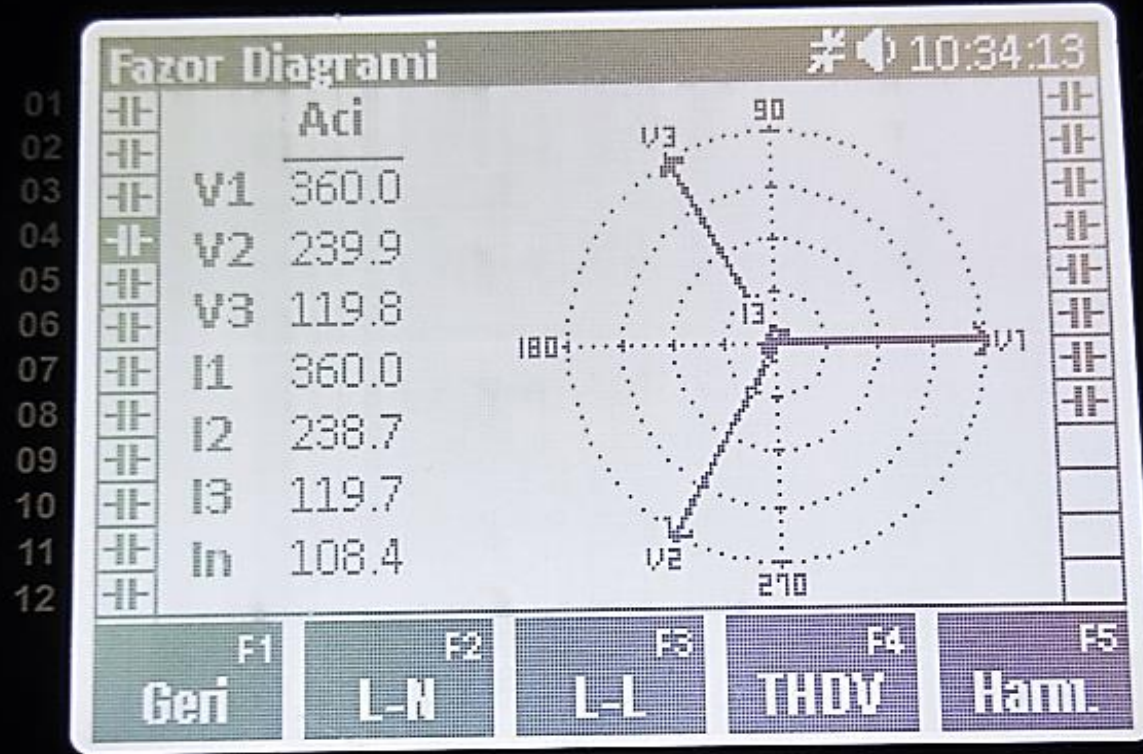 Fazor Diagrami 10:34:13
Aci
V1 360.0
V2 239.9
V3 119.8
I1 360.0
I2 238.7
I3 119.7
In 108.4
01
02
03
04
05
06
07
08
09
10
11
12
90
V3
I3
180
V1
V2
270
F1 Geri
F2 L-N
F3 L-L
F4 THDV
F5 Harm.